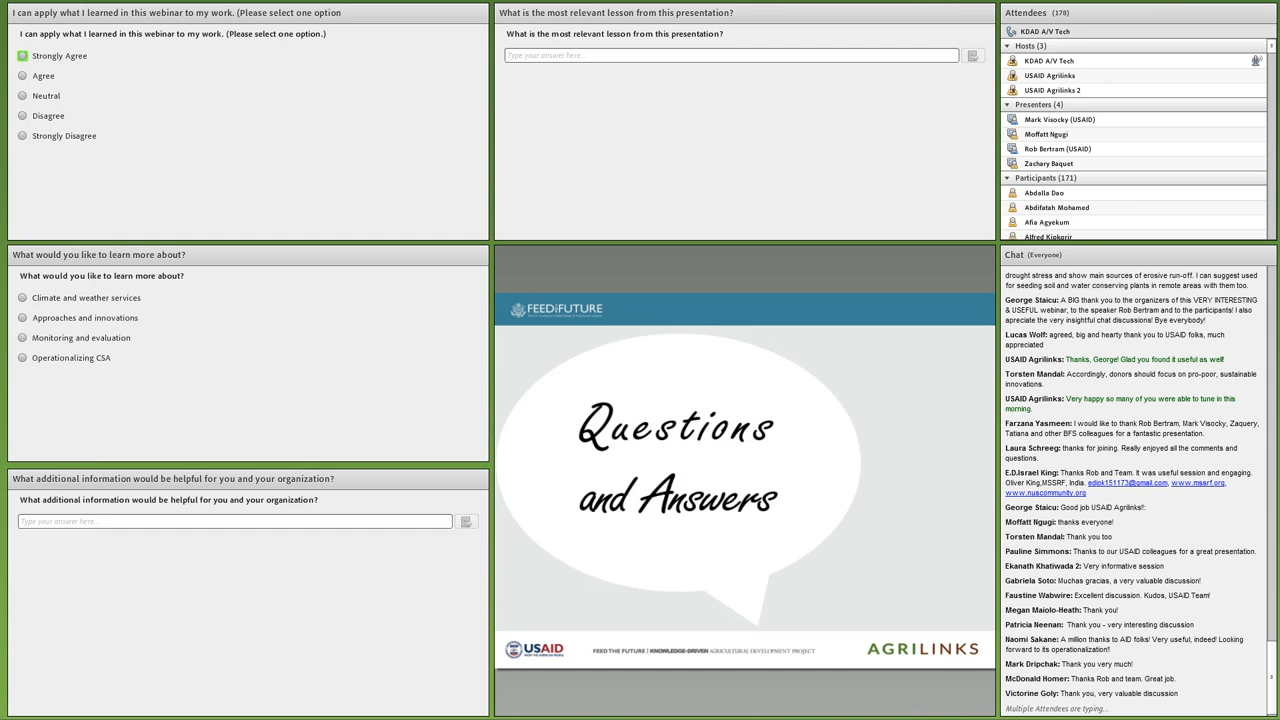 I can apply what I learned in this webinar to my work. (Please select one option
I can apply what I learned in this webinar to my work. (Please select one option.)
Strongly Agree
Agree
Neutral
Disagree
Strongly Disagree
What is the most relevant lesson from this presentation?
What is the most relevant lesson from this presentation?
Type your answer here...
Attendees (178)
KDAD A/V Tech
Hosts (3)
KDAD A/V Tech
USAID Agrilinks
USAID Agrilinks 2
Presenters (4)
Mark Visocky (USAID)
Moffatt Ngugi
Rob Bertram (USAID)
Zachary Baquet
Participants (171)
Abdalla Dao
Abdifatah Mohamed
Afia Agyekum
Alfred Kipkorir
What would you like to learn more about?
What would you like to learn more about?
Climate and weather services
Approaches and innovations
Monitoring and evaluation
Operationalizing CSA
What additional information would be helpful for you and your organization?
What additional information would be helpful for you and your organization?
Type your answer here...
FEED THE FUTURE
Questions
and Answers
USAID
FROM THE AMERICAN PEOPLE
FEED THE FUTURE | KNOWLEDGE-DRIVEN AGRICULTURAL DEVELOPMENT PROJECT
AGRILINKS
Chat (Everyone)
drought stress and show main sources of erosive run-off. I can suggest used
for seeding soil and water conserving plants in remote areas with them too.
George Staicu: A BIG thank you to the organizers of this VERY INTERESTING
& USEFUL webinar, to the speaker Rob Bertram and to the participants! I also
apreciate the very insightful chat discussions! Bye everybody!
Lucas Wolf: agreed, big and hearty thank you to USAID folks, much
appreciated
USAID Agrilinks: Thanks, George! Glad you found it useful as well!
Torsten Mandal: Accordingly, donors should focus on pro-poor, sustainable
innovations.
USAID Agrilinks: Very happy so many of you were able to tune in this
morning.
Farzana Yasmeen: I would like to thank Rob Bertram, Mark Visocky, Zaquery,
Tatiana and other BFS colleagues for a fantastic presentation.
Laura Schreeg: thanks for joining. Really enjoyed all the comments and
questions.
E.D.Israel King: Thanks Rob and Team. It was useful session and engaging.
Oliver King,MSSRF, India. ediok151173@gmail.com, www.mssrf.org,
www.nuscommunity.org
George Staicu: Good job USAID Agrilinks!:
Moffatt Ngugi: thanks everyone!
Torsten Mandal: Thank you too
Pauline Simmons: Thanks to our USAID colleagues for a great presentation.
Ekanath Khatiwada 2: Very informative session
Gabriela Soto: Muchas gracias, a very valuable discussion!
Faustine Wabwire: Excellent discussion. Kudos, USAID Team!
Megan Maiolo-Heath: Thank you!
Patricia Neenan: Thank you - very interesting discussion
Naomi Sakane: A million thanks to AID folks! Very useful, indeed! Looking
forward to its operationalization!!
Mark Dripchak: Thank you very much!
McDonald Homer: Thanks Rob and team. Great job.
Victorine Goly: Thank you, very valuable discussion
Multiple Attendees are typing...